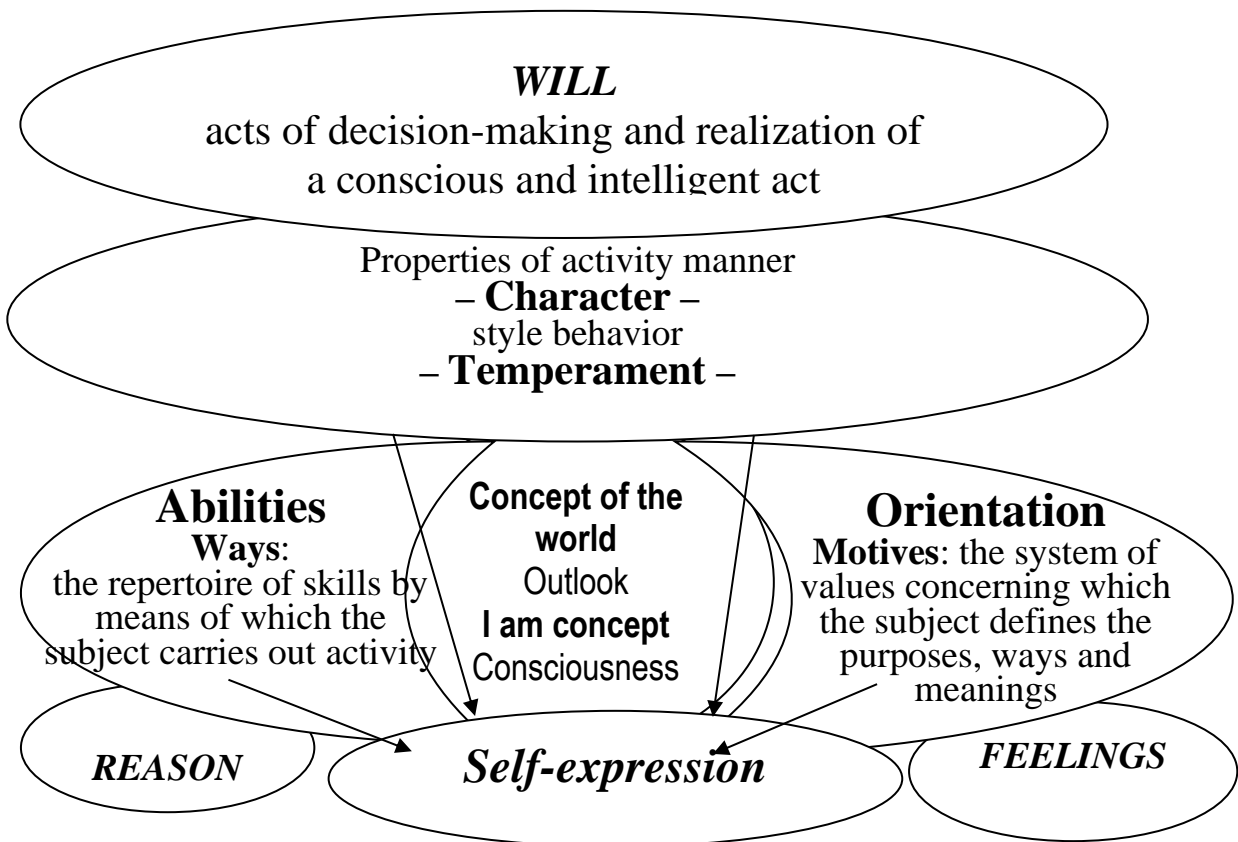 WILL
acts of decision-making and realization of
a conscious and intelligent act
Properties of activity manner
– Character –
style behavior
– Temperament –
Abilities
Ways:
the repertoire of skills by
means of which the
subject carries out activity
Concept of the
world
Outlook
I am concept
Consciousness
Orientation
Motives: the system of
values concerning which
the subject defines the
purposes, ways and
meanings
REASON
Self-expression
FEELINGS